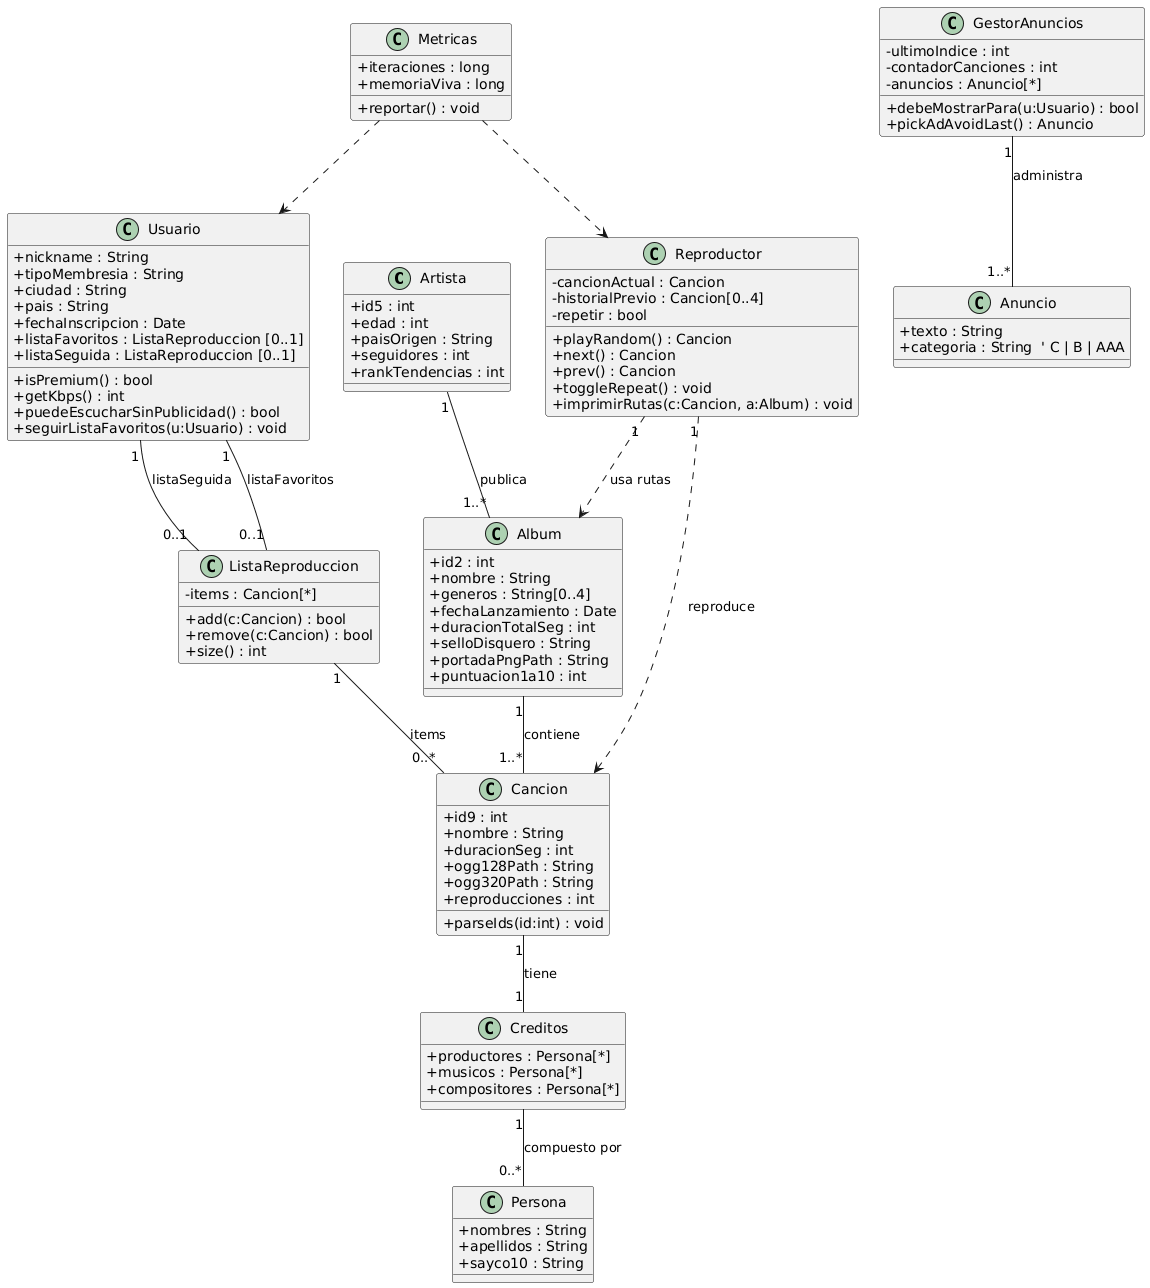 C Metricas
+iteraciones : long
+memoriaViva : long
+reportar() : void
C GestorAnuncios
-ultimoIndice : int
-contadorCanciones : int
-anuncios : Anuncio[*]
+debeMostrarPara(u:Usuario) : bool
+pickAdAvoidLast() : Anuncio
1
administra
1..*
C Usuario
+nickname : String
+tipoMembresia : String
+ciudad : String
+pais : String
+fechaInscripcion : Date
+listaFavoritos : ListaReproduccion [0..1]
+listaSeguida : ListaReproduccion [0..1]
+isPremium() : bool
+getKbps() : int
+puedeEscucharSinPublicidad() : bool
+seguirListaFavoritos(u:Usuario) : void
C Artista
+id5 : int
+edad : int
+paisOrigen : String
+seguidores : int
+rankTendencias : int
C Reproductor
-cancionActual : Cancion
-historialPrevio : Cancion[0..4]
-repetir : bool
+playRandom() : Cancion
+next() : Cancion
+prev() : Cancion
+toggleRepeat() : void
+imprimirRutas(c:Cancion, a:Album) : void
C Anuncio
+texto : String
+categoria : String ' C | B | AAA
1
listaSeguida
0..1
1
listaFavoritos
0..1
1
publica
1..*
1
usa rutas
1
reproduce
C ListaReproduccion
-items : Cancion[*]
+add(c:Cancion) : bool
+remove(c:Cancion) : bool
+size() : int
C Album
+id2 : int
+nombre : String
+generos : String[0..4]
+fechaLanzamiento : Date
+duracionTotalSeg : int
+selloDisquero : String
+portadaPngPath : String
+puntuacion1a10 : int
1
items
0..*
1
contiene
1..*
C Cancion
+id9 : int
+nombre : String
+duracionSeg : int
+ogg128Path : String
+ogg320Path : String
+reproducciones : int
+parseIds(id:int) : void
1
tiene
1
C Creditos
+productores : Persona[*]
+musicos : Persona[*]
+compositores : Persona[*]
1
compuesto por
0..*
C Persona
+nombres : String
+apellidos : String
+sayco10 : String